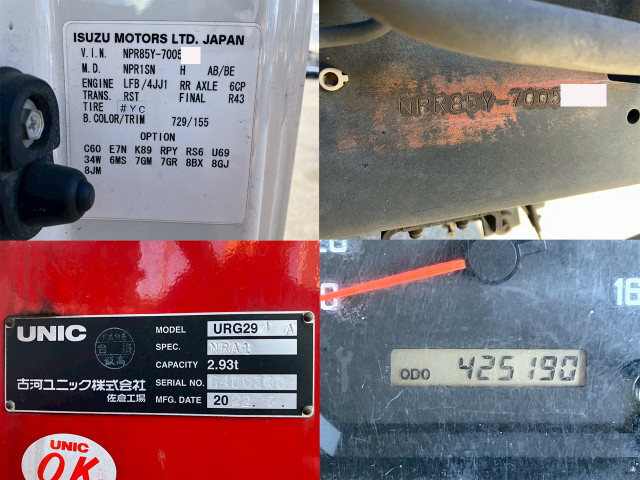 ISUZU MOTORS LTD. JAPAN
V.I.N. NPR85Y-7005
M.D. NPR1SN H AB/BE
ENGINE LFB/4JJ1 RR AXLE 6CP
TRANS. RST FINAL R43
TIRE #YC
B.COLOR/TRIM 729/155
OPTION
C60 E7N K89 RPY RS6 U69
34W 6MS 7GM 7GR 8BX 8GJ
8JM
NPR85Y-7005
UNIC
古河ユニック株式会社
佐倉工場
MODEL URG29 A
SPEC.
CAPACITY 2.93t
SERIAL NO.
MFG. DATE 20
UNIC
OK
16
ODO 425190